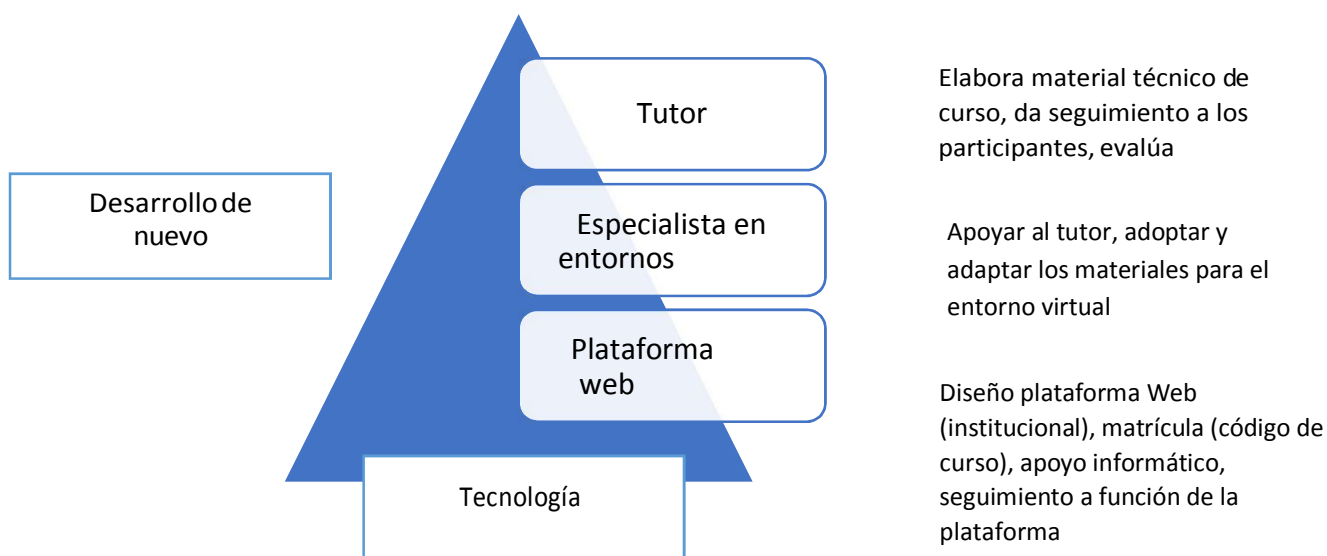 Tutor
Elabora material técnico de
curso, da seguimiento a los
participantes, evalúa
Desarrollo de
nuevo
Especialista en
entornos
Apoyar al tutor, adoptar y
adaptar los materiales para el
entorno virtual
Plataforma
web
Diseño plataforma Web
(institucional), matrícula (código de
curso), apoyo informático,
seguimiento a función de la
plataforma
Tecnología